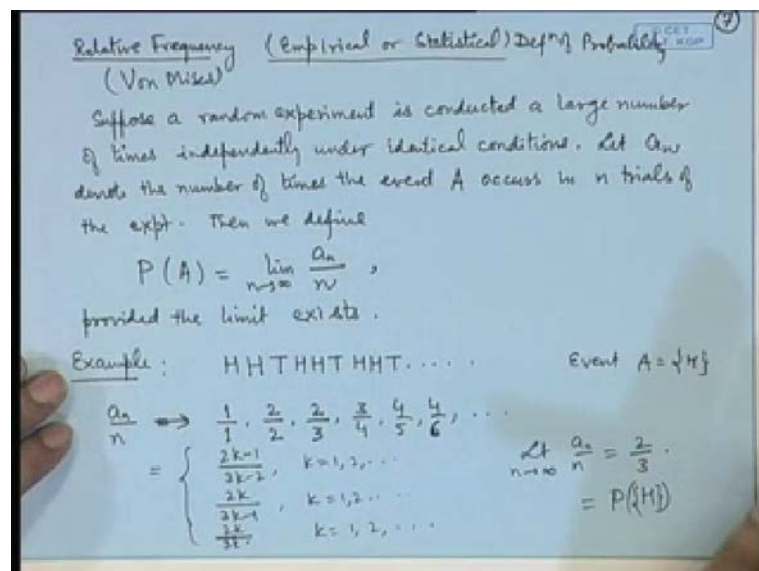 7
Relative Frequency (Empirical or Statistical) Defⁿ of Probability
(Von Mises)
Suppose a random experiment is conducted a large number
of times independently under identical conditions. Let aₙ
denote the number of times the event A occurs in n trials of
the expt. Then we define
P(A) = lim n→∞ aₙ/n ,
provided the limit exists.
Example : H H T H H T H H T . . . . . Event A = {H}
aₙ/n → 1/1, 2/2, 2/3, 3/4, 4/5, 4/6, . . .
= { (2k-1)/(3k-2), k = 1, 2, . . .
2k/(3k-1), k = 1, 2 . . .
2k/3k, k = 1, 2, . . .
Lt n→∞ aₙ/n = 2/3 .
= P({H})